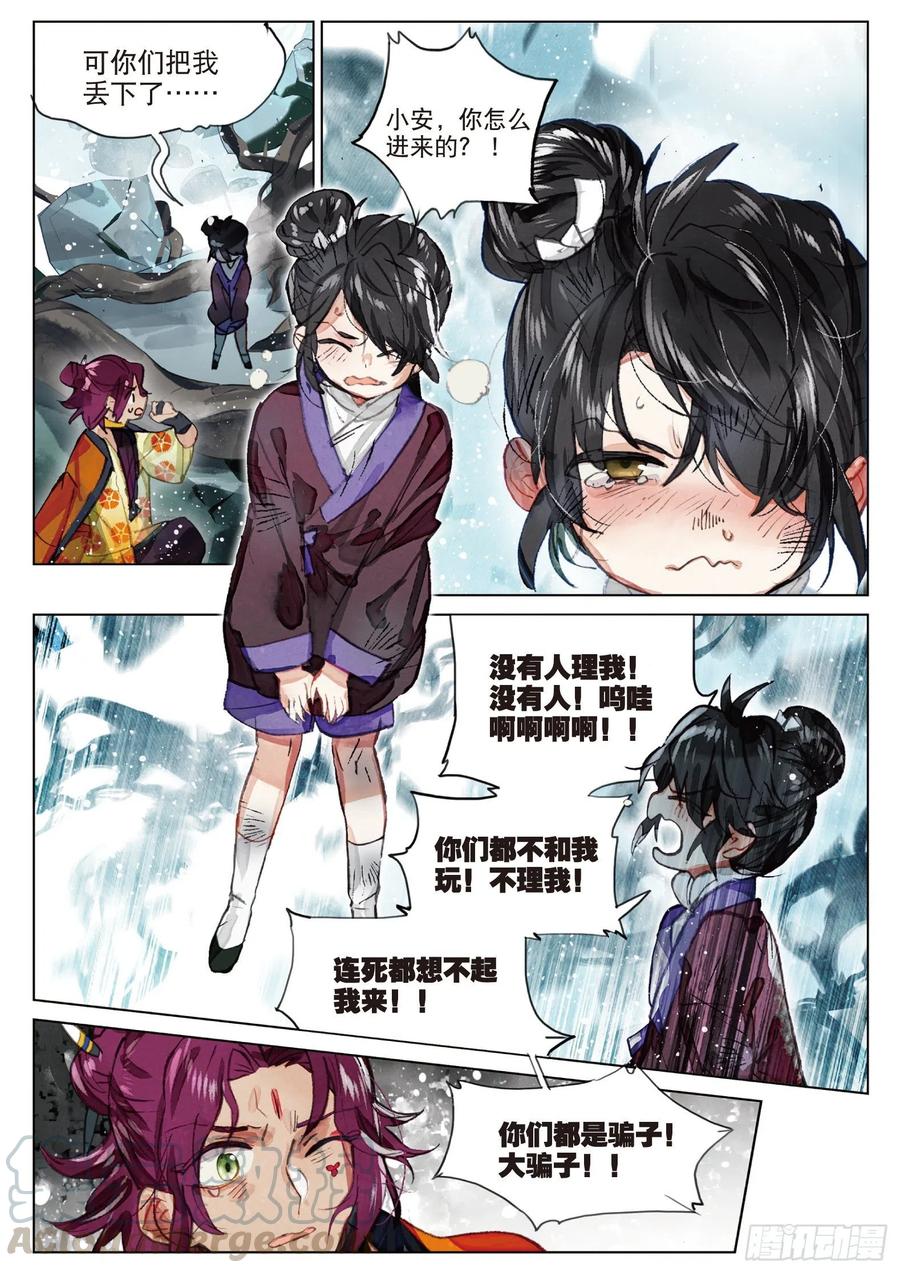 可你们把我
丢下了……
小安，你怎么
进来的？！
没有人理我！
没有人！呜哇
啊啊啊啊！！
你们都不和我
玩！不理我！
连死都想不起
我来！！
你们都是骗子！
大骗子！！
腾讯动漫